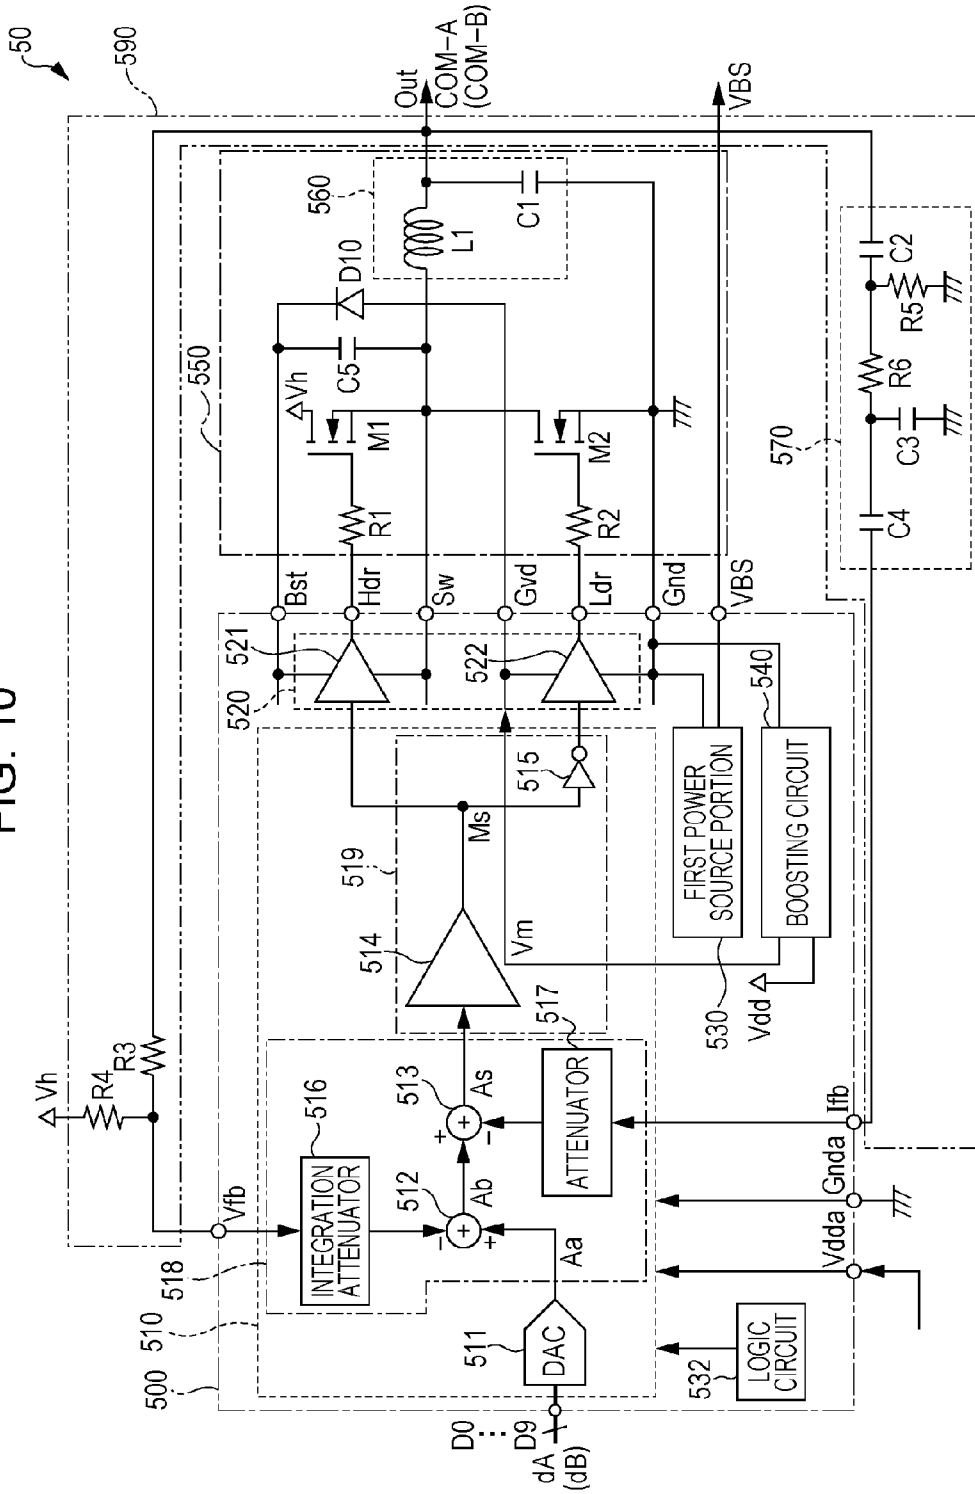 FIG. 10
50
590
Vh
R4
R3
Out
COM-A
(COM-B)
VBS
550
560
D10
C5
L1
C1
Vh
M1
M2
R1
R2
Bst
Hdr
Sw
Gvd
Ldr
Gnd
VBS
500
510
518
Vfb
516
INTEGRATION
ATTENUATOR
512
513
+
-
+
-
+
+
Ab
As
Aa
511
DAC
D0
D9
dA
(dB)
517
ATTENUATOR
519
514
Ms
515
Vm
520
521
522
FIRST POWER
SOURCE PORTION
530
540
BOOSTING CIRCUIT
Vdd
532
LOGIC
CIRCUIT
Vdda
Gnda
Ifb
570
C4
C3
R6
R5
C2